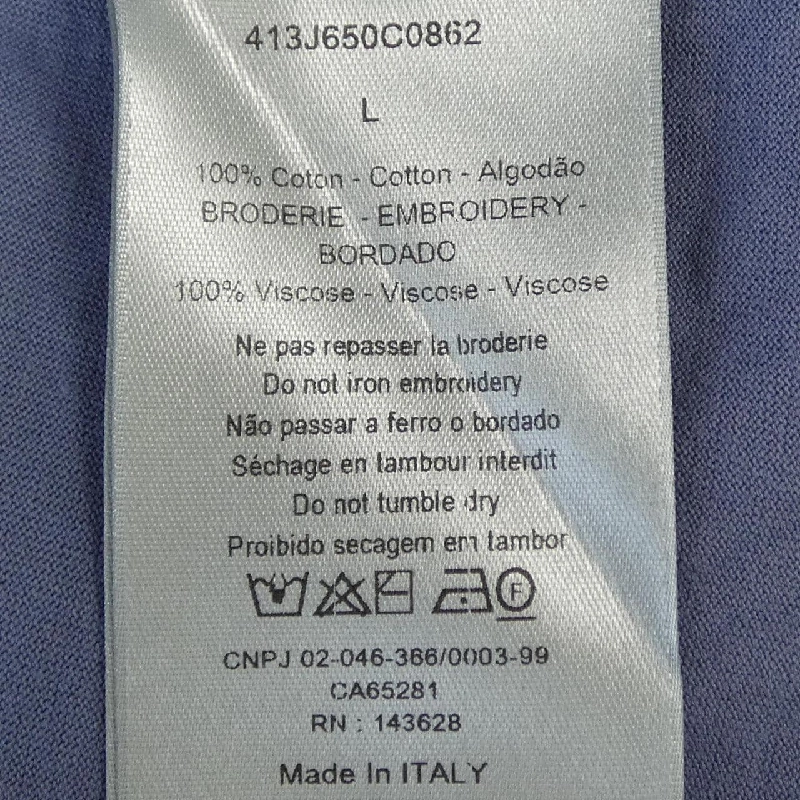 413J650C0862
L
100% Coton - Cotton - Algodão
BRODERIE - EMBROIDERY -
BORDADO
100% Viscose - Viscose - Viscose
Ne pas repasser la broderie
Do not iron embroidery
Não passar a ferro o bordado
Séchage en tambour interdit
Do not tumble dry
Proibido secagem em tambor
F
CNPJ 02-046-366/0003-99
CA65281
RN : 143628
Made In ITALY